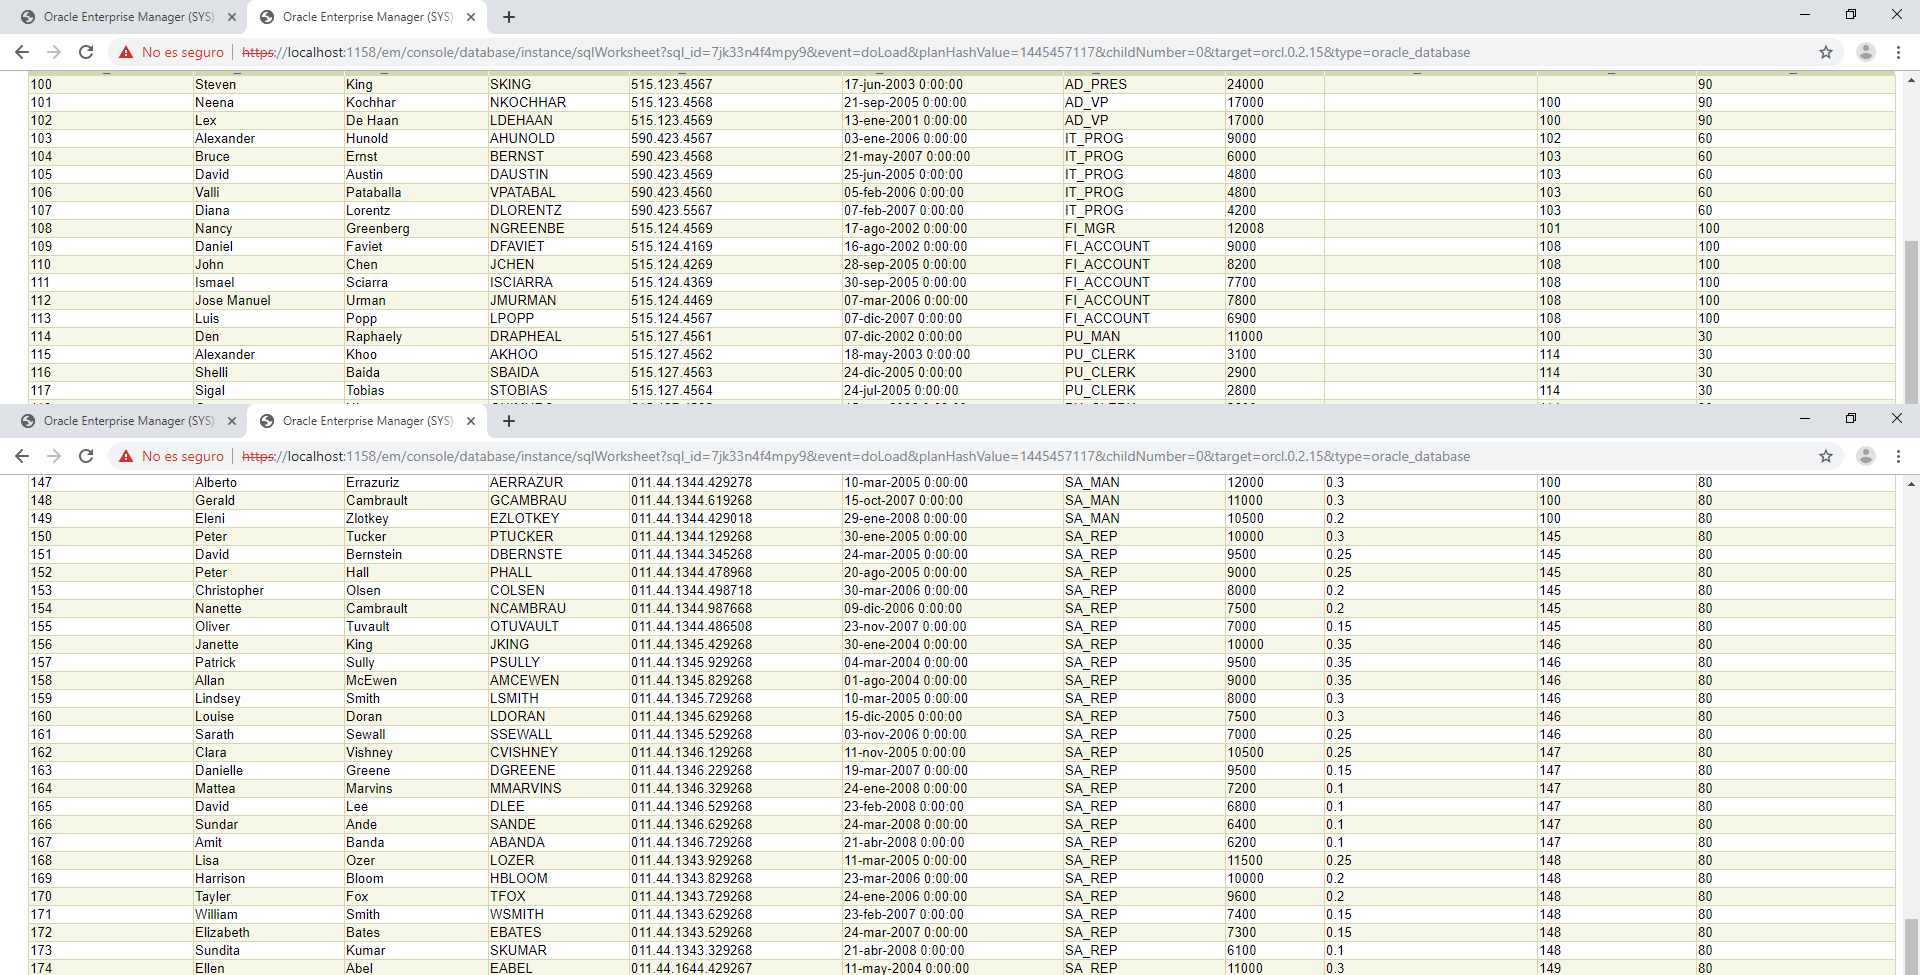 Oracle Enterprise Manager (SYS) Oracle Enterprise Manager (SYS)
No es seguro https://localhost:1158/em/console/database/instance/sqlWorksheet?sql_id=7jk33n4f4mpy9&event=doLoad&planHashValue=1445457117&childNumber=0&target=orcl.0.2.15&type=oracle_database
100 Steven King SKING 515.123.4567 17-jun-2003 0:00:00 AD_PRES 24000 90
101 Neena Kochhar NKOCHHAR 515.123.4568 21-sep-2005 0:00:00 AD_VP 17000 100 90
102 Lex De Haan LDEHAAN 515.123.4569 13-ene-2001 0:00:00 AD_VP 17000 100 90
103 Alexander Hunold AHUNOLD 590.423.4567 03-ene-2006 0:00:00 IT_PROG 9000 102 60
104 Bruce Ernst BERNST 590.423.4568 21-may-2007 0:00:00 IT_PROG 6000 103 60
105 David Austin DAUSTIN 590.423.4569 25-jun-2005 0:00:00 IT_PROG 4800 103 60
106 Valli Pataballa VPATABAL 590.423.4560 05-feb-2006 0:00:00 IT_PROG 4800 103 60
107 Diana Lorentz DLORENTZ 590.423.5567 07-feb-2007 0:00:00 IT_PROG 4200 103 60
108 Nancy Greenberg NGREENBE 515.124.4569 17-ago-2002 0:00:00 FI_MGR 12008 101 100
109 Daniel Faviet DFAVIET 515.124.4169 16-ago-2002 0:00:00 FI_ACCOUNT 9000 108 100
110 John Chen JCHEN 515.124.4269 28-sep-2005 0:00:00 FI_ACCOUNT 8200 108 100
111 Ismael Sciarra ISCIARRA 515.124.4369 30-sep-2005 0:00:00 FI_ACCOUNT 7700 108 100
112 Jose Manuel Urman JMURMAN 515.124.4469 07-mar-2006 0:00:00 FI_ACCOUNT 7800 108 100
113 Luis Popp LPOPP 515.124.4567 07-dic-2007 0:00:00 FI_ACCOUNT 6900 108 100
114 Den Raphaely DRAPHEAL 515.127.4561 07-dic-2002 0:00:00 PU_MAN 11000 100 30
115 Alexander Khoo AKHOO 515.127.4562 18-may-2003 0:00:00 PU_CLERK 3100 114 30
116 Shelli Baida SBAIDA 515.127.4563 24-dic-2005 0:00:00 PU_CLERK 2900 114 30
117 Sigal Tobias STOBIAS 515.127.4564 24-jul-2005 0:00:00 PU_CLERK 2800 114 30
Oracle Enterprise Manager (SYS) Oracle Enterprise Manager (SYS)
No es seguro https://localhost:1158/em/console/database/instance/sqlWorksheet?sql_id=7jk33n4f4mpy9&event=doLoad&planHashValue=1445457117&childNumber=0&target=orcl.0.2.15&type=oracle_database
147 Alberto Errazuriz AERRAZUR 011.44.1344.429278 10-mar-2005 0:00:00 SA_MAN 12000 0.3 100 80
148 Gerald Cambrault GCAMBRAU 011.44.1344.619268 15-oct-2007 0:00:00 SA_MAN 11000 0.3 100 80
149 Eleni Zlotkey EZLOTKEY 011.44.1344.429018 29-ene-2008 0:00:00 SA_MAN 10500 0.2 100 80
150 Peter Tucker PTUCKER 011.44.1344.129268 30-ene-2005 0:00:00 SA_REP 10000 0.3 145 80
151 David Bernstein DBERNSTE 011.44.1344.345268 24-mar-2005 0:00:00 SA_REP 9500 0.25 145 80
152 Peter Hall PHALL 011.44.1344.478968 20-ago-2005 0:00:00 SA_REP 9000 0.25 145 80
153 Christopher Olsen COLSEN 011.44.1344.498718 30-mar-2006 0:00:00 SA_REP 8000 0.2 145 80
154 Nanette Cambrault NCAMBRAU 011.44.1344.987668 09-dic-2006 0:00:00 SA_REP 7500 0.2 145 80
155 Oliver Tuvault OTUVAULT 011.44.1344.486508 23-nov-2007 0:00:00 SA_REP 7000 0.15 145 80
156 Janette King JKING 011.44.1345.429268 30-ene-2004 0:00:00 SA_REP 10000 0.35 146 80
157 Patrick Sully PSULLY 011.44.1345.929268 04-mar-2004 0:00:00 SA_REP 9500 0.35 146 80
158 Allan McEwen AMCEWEN 011.44.1345.829268 01-ago-2004 0:00:00 SA_REP 9000 0.35 146 80
159 Lindsey Smith LSMITH 011.44.1345.729268 10-mar-2005 0:00:00 SA_REP 8000 0.3 146 80
160 Louise Doran LDORAN 011.44.1345.629268 15-dic-2005 0:00:00 SA_REP 7500 0.3 146 80
161 Sarath Sewall SSEWALL 011.44.1345.529268 03-nov-2006 0:00:00 SA_REP 7000 0.25 146 80
162 Clara Vishney CVISHNEY 011.44.1346.129268 11-nov-2005 0:00:00 SA_REP 10500 0.25 147 80
163 Danielle Greene DGREENE 011.44.1346.229268 19-mar-2007 0:00:00 SA_REP 9500 0.15 147 80
164 Mattea Marvins MMARVINS 011.44.1346.329268 24-ene-2008 0:00:00 SA_REP 7200 0.1 147 80
165 David Lee DLEE 011.44.1346.529268 23-feb-2008 0:00:00 SA_REP 6800 0.1 147 80
166 Sundar Ande SANDE 011.44.1346.629268 24-mar-2008 0:00:00 SA_REP 6400 0.1 147 80
167 Amit Banda ABANDA 011.44.1346.729268 21-abr-2008 0:00:00 SA_REP 6200 0.1 147 80
168 Lisa Ozer LOZER 011.44.1343.929268 11-mar-2005 0:00:00 SA_REP 11500 0.25 148 80
169 Harrison Bloom HBLOOM 011.44.1343.829268 23-mar-2006 0:00:00 SA_REP 10000 0.2 148 80
170 Tayler Fox TFOX 011.44.1343.729268 24-ene-2006 0:00:00 SA_REP 9600 0.2 148 80
171 William Smith WSMITH 011.44.1343.629268 23-feb-2007 0:00:00 SA_REP 7400 0.15 148 80
172 Elizabeth Bates EBATES 011.44.1343.529268 24-mar-2007 0:00:00 SA_REP 7300 0.15 148 80
173 Sundita Kumar SKUMAR 011.44.1343.329268 21-abr-2008 0:00:00 SA_REP 6100 0.1 148 80
174 Ellen Abel EABEL 011.44.1644.429267 11-may-2004 0:00:00 SA_REP 11000 0.3 149 80